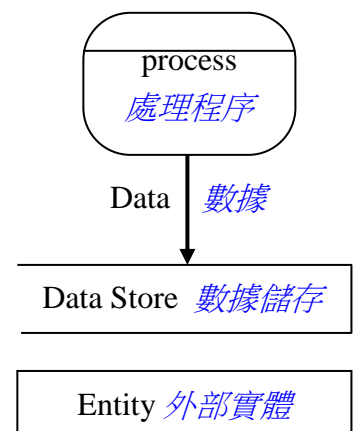 process
處理程序
Data 數據
Data Store 數據儲存
Entity 外部實體